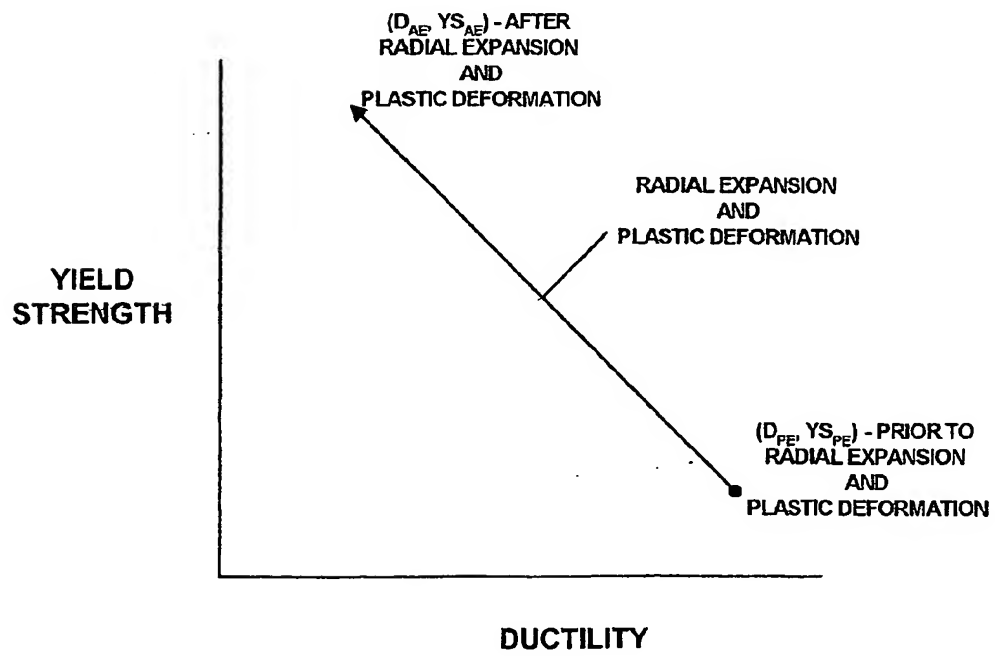 (D_AE, YS_AE) - AFTER
RADIAL EXPANSION
AND
PLASTIC DEFORMATION
RADIAL EXPANSION
AND
PLASTIC DEFORMATION
YIELD
STRENGTH
(D_PE, YS_PE) - PRIOR TO
RADIAL EXPANSION
AND
PLASTIC DEFORMATION
DUCTILITY